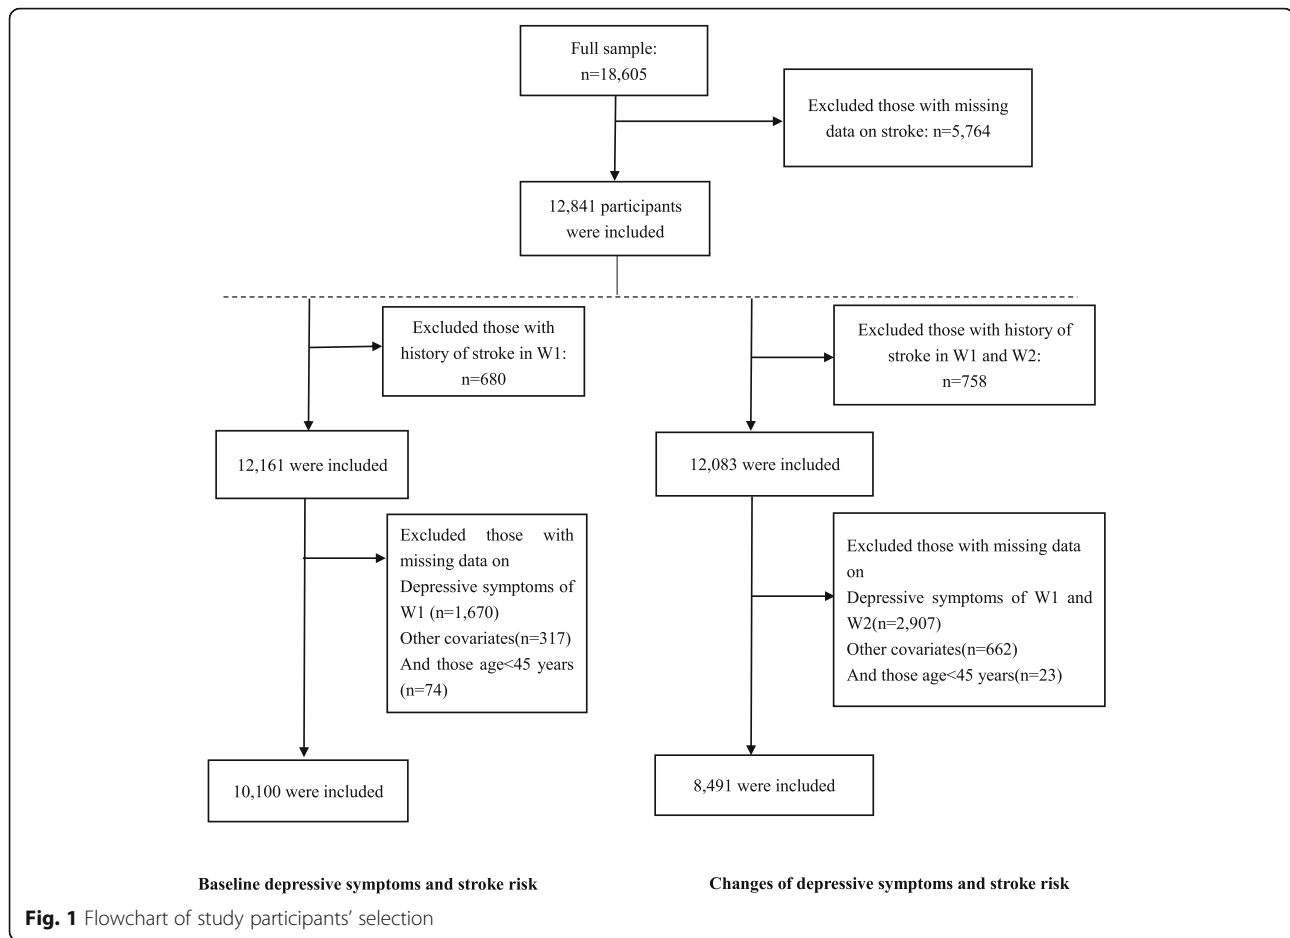 Full sample:
n=18,605
Excluded those with missing
data on stroke: n=5,764
12,841 participants
were included
Excluded those with
history of stroke in W1:
n=680
Excluded those with history of
stroke in W1 and W2:
n=758
12,161 were included
12,083 were included
Excluded those with
missing data on
Depressive symptoms of
W1 (n=1,670)
Other covariates(n=317)
And those age<45 years
(n=74)
Excluded those with missing data
on
Depressive symptoms of W1 and
W2(n=2,907)
Other covariates(n=662)
And those age<45 years(n=23)
10,100 were included
8,491 were included
Baseline depressive symptoms and stroke risk
Changes of depressive symptoms and stroke risk
Fig. 1 Flowchart of study participants' selection